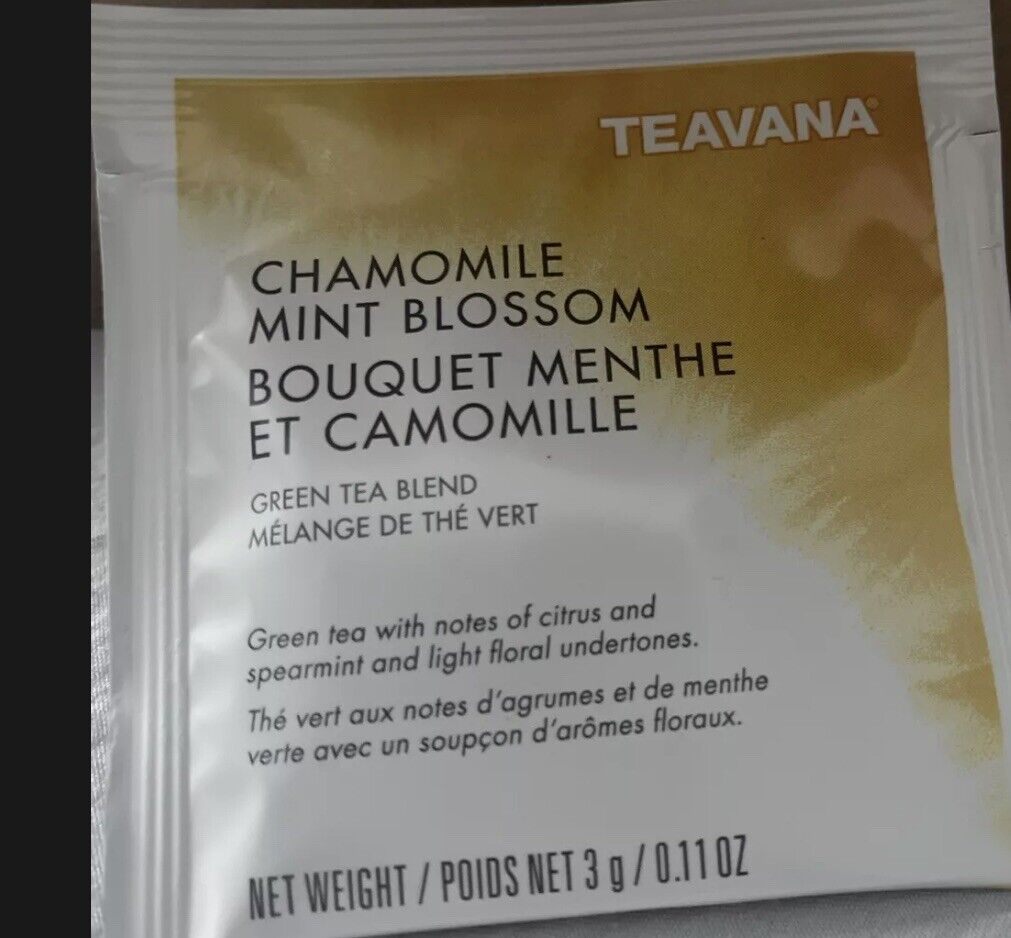 TEAVANA®
CHAMOMILE
MINT BLOSSOM
BOUQUET MENTHE
ET CAMOMILLE
GREEN TEA BLEND
MÉLANGE DE THÉ VERT
Green tea with notes of citrus and
spearmint and light floral undertones.
Thé vert aux notes d'agrumes et de menthe
verte avec un soupçon d'arômes floraux.
NET WEIGHT / POIDS NET 3 g / 0.11 OZ